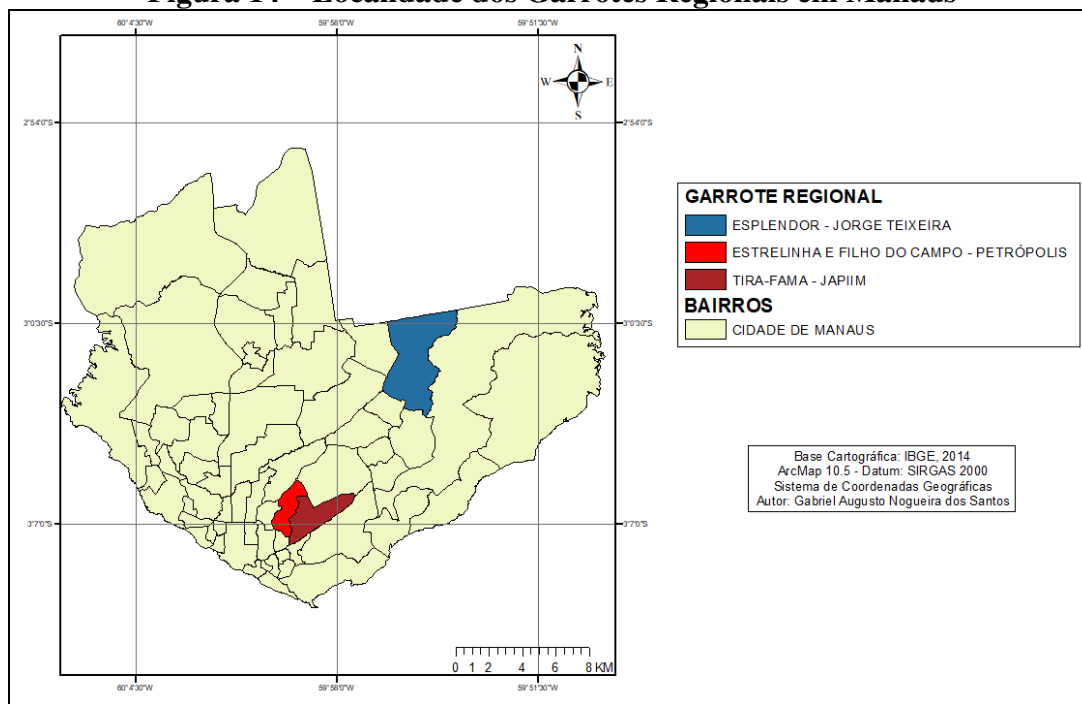 Figura 14 – Localidade dos Garrotes Regionais em Manaus
60°4'30"W 59°58'0"W 59°51'30"W
N
W E
S
2°54'0"S 2°54'0"S
GARROTE REGIONAL
ESPLENDOR - JORGE TEIXEIRA
ESTRELINHA E FILHO DO CAMPO - PETRÓPOLIS
TIRA-FAMA - JAPIIM
BAIRROS
3°0'30"S 3°0'30"S
CIDADE DE MANAUS
Base Cartográfica: IBGE, 2014
ArcMap 10.5 - Datum: SIRGAS 2000
Sistema de Coordenadas Geográficas
Autor: Gabriel Augusto Nogueira dos Santos
3°7'0"S 3°7'0"S
0 1 2 4 6 8 KM
60°4'30"W 59°58'0"W 59°51'30"W